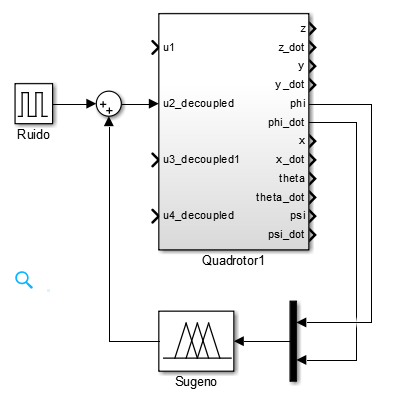 z
u1
z_dot
y
y_dot
u2_decoupled
phi
phi_dot
Ruido
x
u3_decoupled1
x_dot
theta
theta_dot
u4_decoupled
psi
psi_dot
Quadrotor1
Sugeno